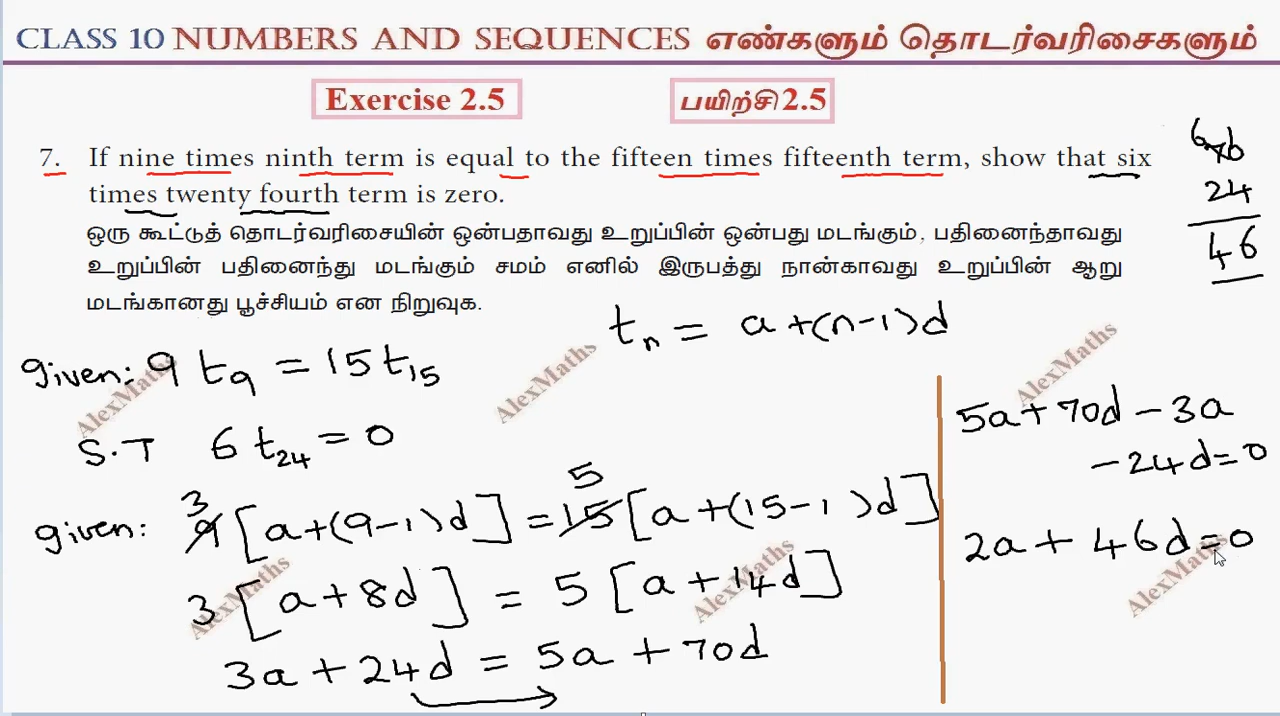 CLASS 10 NUMBERS AND SEQUENCES எண்களும் தொடர்வரிசைகளும்
Exercise 2.5 பயிற்சி 2.5
7. If nine times ninth term is equal to the fifteen times fifteenth term, show that six
times twenty fourth term is zero.
ஒரு கூட்டுத் தொடர்வரிசையின் ஒன்பதாவது உறுப்பின் ஒன்பது மடங்கும், பதினைந்தாவது
உறுப்பின் பதினைந்து மடங்கும் சமம் எனில் இருபத்து நான்காவது உறுப்பின் ஆறு
மடங்கானது பூச்சியம் என நிறுவுக.
24
46
tₙ = a+(n-1)d
given: 9 t₉ = 15 t₁₅
S.T 6 t₂₄ = 0
3 5
given: 9[a+(9-1)d] = 15[a+(15-1)d]
3[a+8d] = 5[a+14d]
3a+24d = 5a+70d
5a+70d-3a
-24d=0
2a+46d=0
AlexMaths
AlexMaths
AlexMaths
AlexMaths
AlexMaths
AlexMaths